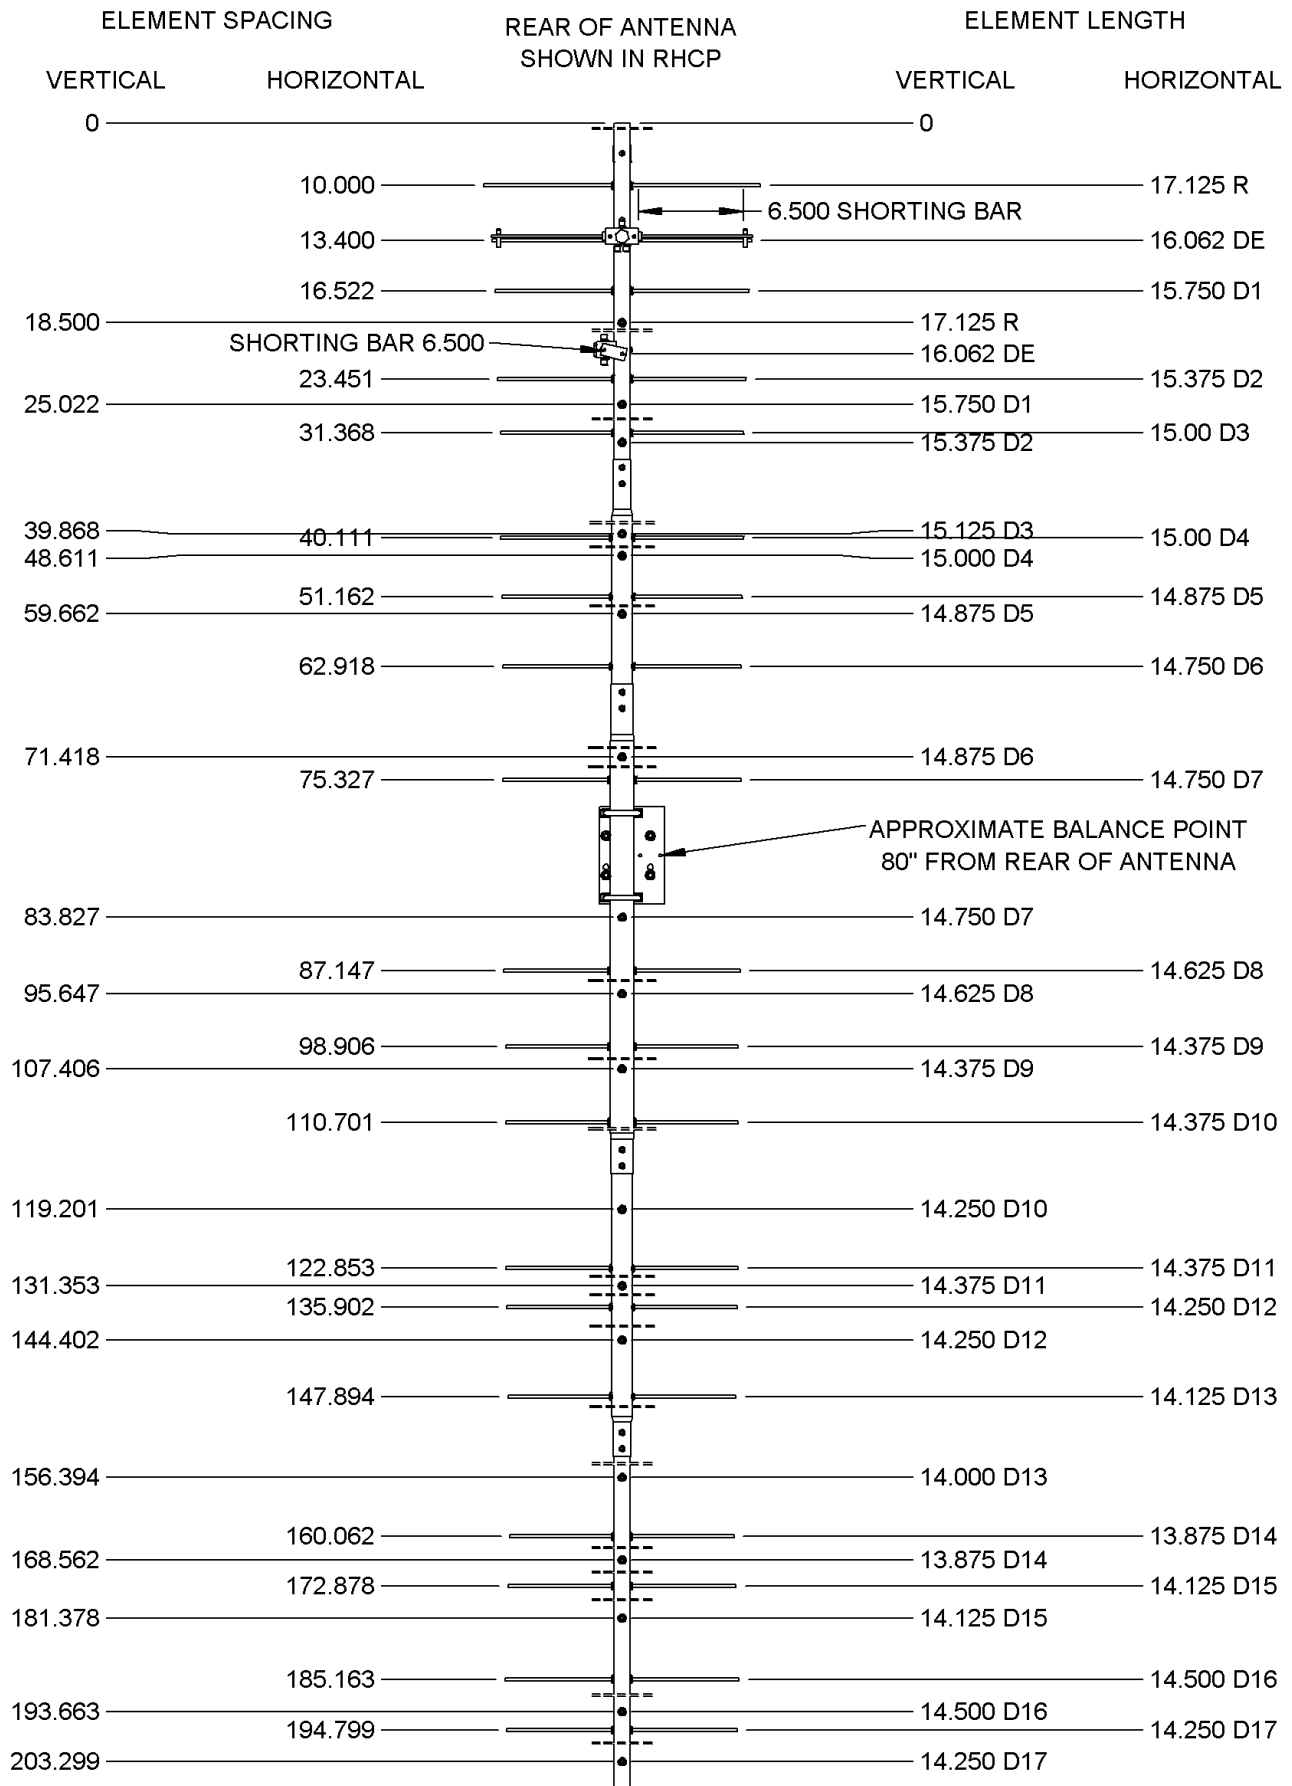 ELEMENT SPACING REAR OF ANTENNA ELEMENT LENGTH
SHOWN IN RHCP
VERTICAL HORIZONTAL VERTICAL HORIZONTAL
0 0
10.000 17.125 R
6.500 SHORTING BAR
13.400 16.062 DE
16.522 15.750 D1
18.500 17.125 R
SHORTING BAR 6.500 16.062 DE
23.451 15.375 D2
25.022 15.750 D1
31.368 15.00 D3
15.375 D2
39.868 15.125 D3
40.111 15.00 D4
48.611 15.000 D4
51.162 14.875 D5
59.662 14.875 D5
62.918 14.750 D6
71.418 14.875 D6
75.327 14.750 D7
APPROXIMATE BALANCE POINT
80" FROM REAR OF ANTENNA
83.827 14.750 D7
87.147 14.625 D8
95.647 14.625 D8
98.906 14.375 D9
107.406 14.375 D9
110.701 14.375 D10
119.201 14.250 D10
122.853 14.375 D11
131.353 14.375 D11
135.902 14.250 D12
144.402 14.250 D12
147.894 14.125 D13
156.394 14.000 D13
160.062 13.875 D14
168.562 13.875 D14
172.878 14.125 D15
181.378 14.125 D15
185.163 14.500 D16
193.663 14.500 D16
194.799 14.250 D17
203.299 14.250 D17